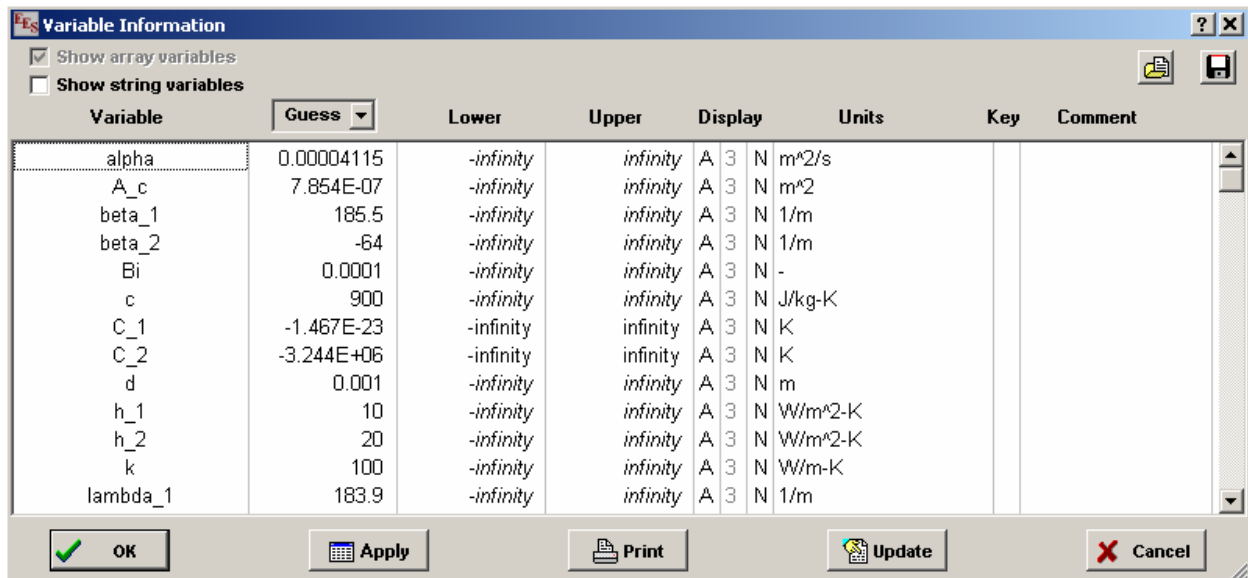 EES Variable Information ? X
Show array variables
Show string variables
Variable Guess Lower Upper Display Units Key Comment
alpha 0.00004115 -infinity infinity A 3 N m^2/s
A_c 7.854E-07 -infinity infinity A 3 N m^2
beta_1 185.5 -infinity infinity A 3 N 1/m
beta_2 -64 -infinity infinity A 3 N 1/m
Bi 0.0001 -infinity infinity A 3 N -
c 900 -infinity infinity A 3 N J/kg-K
C_1 -1.467E-23 -infinity infinity A 3 N K
C_2 -3.244E+06 -infinity infinity A 3 N K
d 0.001 -infinity infinity A 3 N m
h_1 10 -infinity infinity A 3 N W/m^2-K
h_2 20 -infinity infinity A 3 N W/m^2-K
k 100 -infinity infinity A 3 N W/m-K
lambda_1 183.9 -infinity infinity A 3 N 1/m
OK Apply Print Update Cancel